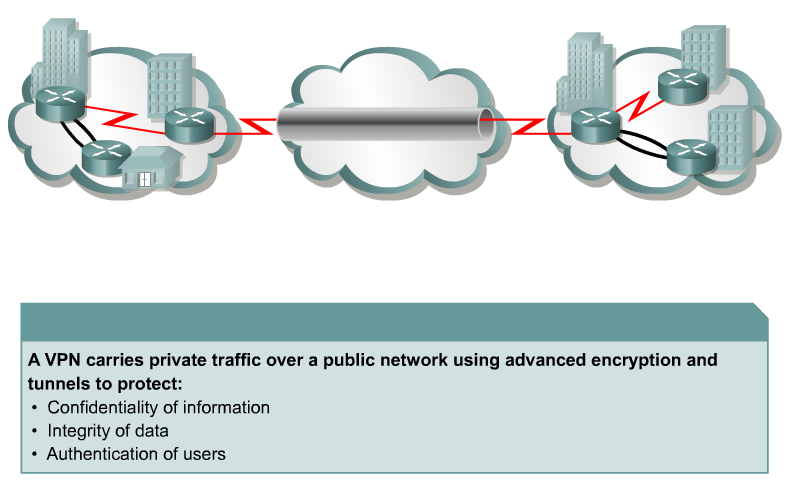 A VPN carries private traffic over a public network using advanced encryption and
tunnels to protect:
• Confidentiality of information
• Integrity of data
• Authentication of users